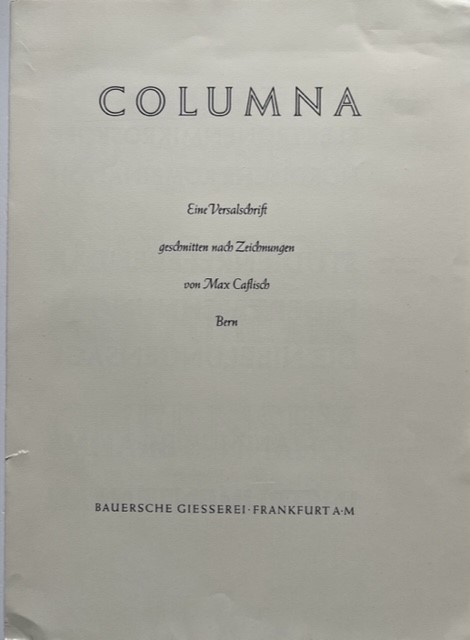 COLUMNA
Eine Versalschrift
geschnitten nach Zeichnungen
von Max Caflisch
Bern
BAUERSCHE GIESSEREI · FRANKFURT A·M